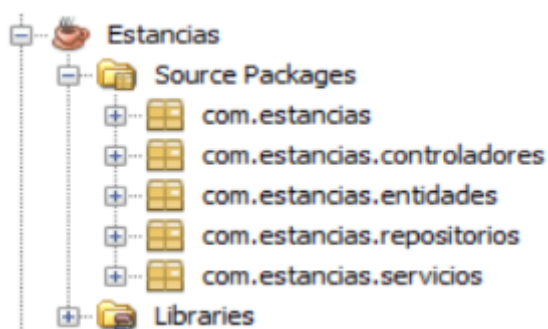 Estancias
Source Packages
com.estancias
com.estancias.controladores
com.estancias.entidades
com.estancias.repositorios
com.estancias.servicios
Libraries